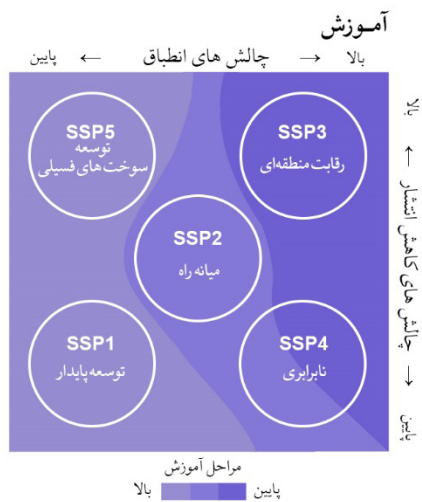 آموزش
بالا → چالش های انطباق ← پایین
SSP3
رقابت منطقه‌ای
SSP5
توسعه
سوخت های فسیلی
SSP2
میانه راه
SSP4
نابرابری
SSP1
توسعه پایدار
بالا
← چالش های کاهش انتشار →
پایین
مراحل آموزش
پایین
بالا